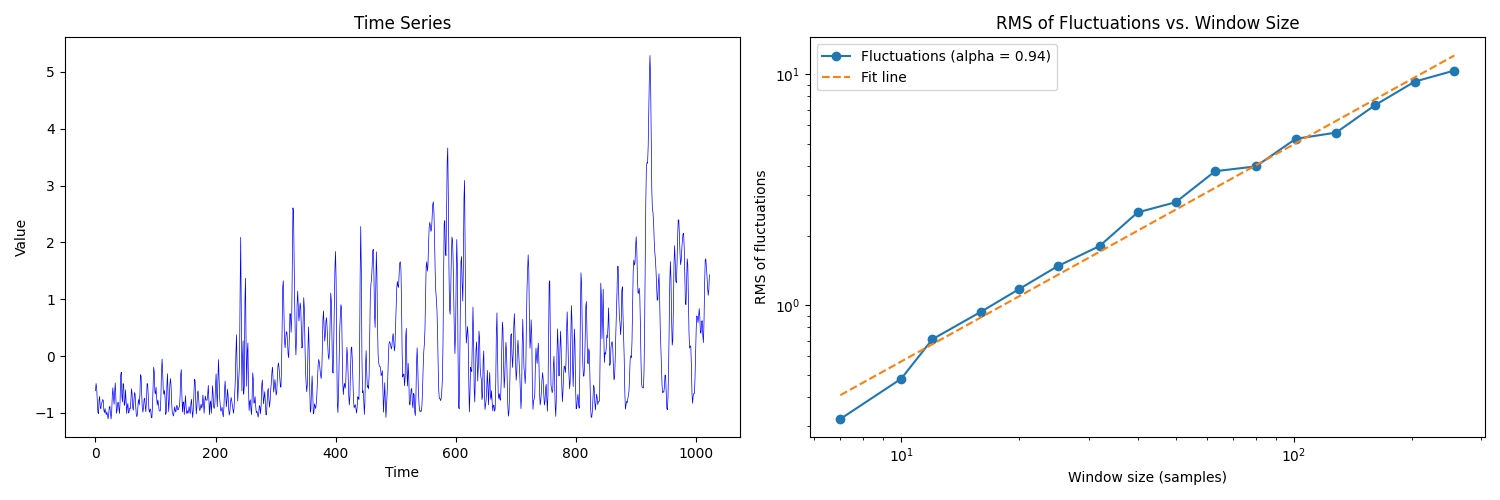 Time Series
Value
5
4
3
2
1
0
−1
0 200 400 600 800 1000
Time
RMS of Fluctuations vs. Window Size
Fluctuations (alpha = 0.94)
Fit line
RMS of fluctuations
10¹
10⁰
10¹ 10²
Window size (samples)